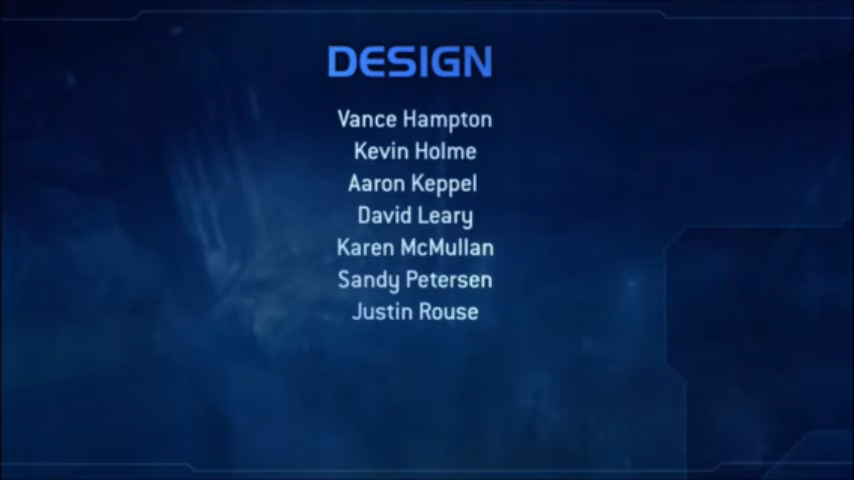 DESIGN
Vance Hampton
Kevin Holme
Aaron Keppel
David Leary
Karen McMullan
Sandy Petersen
Justin Rouse